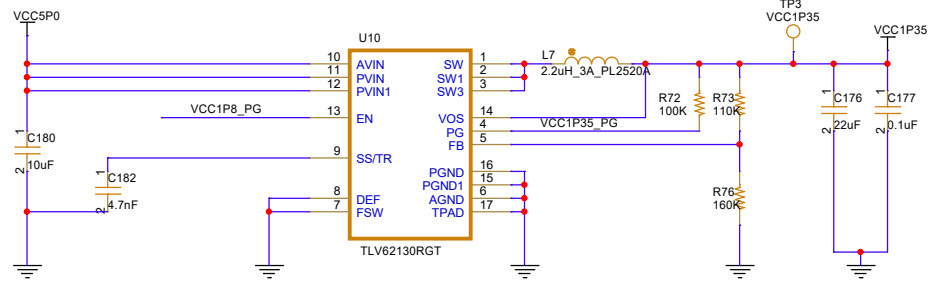 TP3
VCC5P0
VCC1P35
VCC1P35
U10
10
AVIN
SW
1
L7
11
PVIN
SW1
2
2.2uH_3A_PL2520A
12
PVIN1
SW3
3
VCC1P8_PG
13
EN
VOS
14
R72
100K
R73
110K
1
C176
22uF
2
1
C177
0.1uF
2
PG
4
VCC1P35_PG
FB
5
1
C180
10uF
2
9
SS/TR
PGND
16
1
C182
4.7nF
2
PGND1
15
R76
160K
8
DEF
AGND
6
7
FSW
TPAD
17
TLV62130RGT